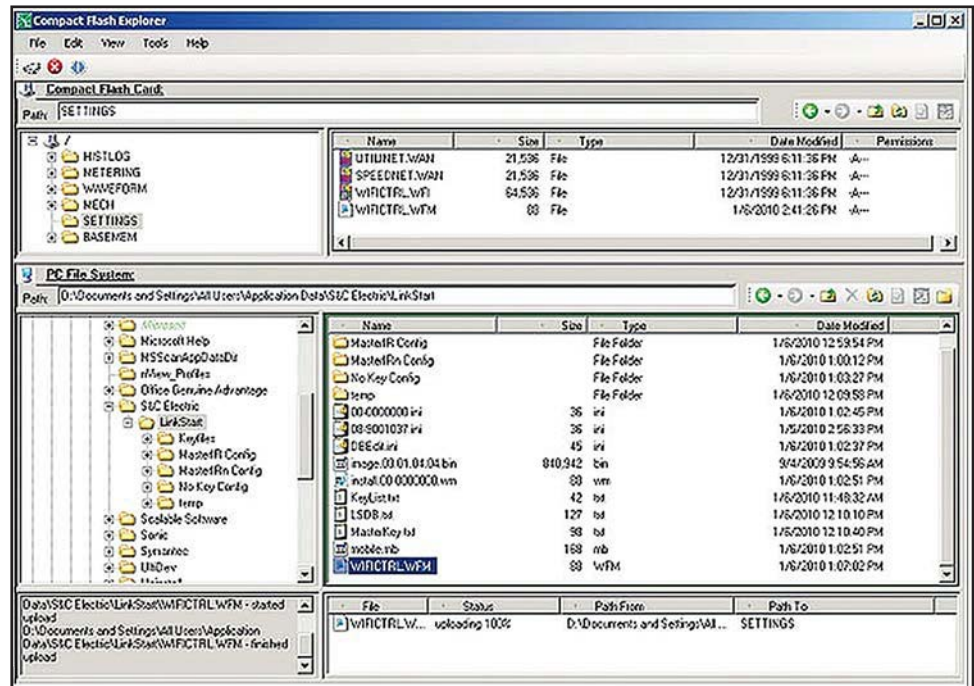 Compact Flash Explorer
File Edit View Tools Help
Compact Flash Card:
Path: SETTINGS
/
HISTLOG
METERING
WAVEFORM
MECH
SETTINGS
BASEMEM
Name Size Type Date Modified Permissions
UTILINET.WAN 21,536 File 12/31/1999 6:11:36 PM -A---
SPEEDNET.WAN 21,536 File 12/31/1999 6:11:36 PM -A---
WIFICTRL.WFI 64,536 File 12/31/1999 6:11:36 PM -A---
WIFICTRL.WFM 88 File 1/6/2010 2:41:26 PM -A---
PC File System:
Path: D:\Documents and Settings\All Users\Application Data\S&C Electric\LinkStart
Microsoft
Microsoft Help
MSScanAppDataDir
nView_Profiles
Office Genuine Advantage
S&C Electric
LinkStart
Keyfiles
MasterIR Config
MasterIRn Config
No Key Config
temp
Scalable Software
Sonic
Symantec
UltiDev
Name Size Type Date Modified
MasterIR Config File Folder 1/6/2010 12:59:54 PM
MasterIRn Config File Folder 1/6/2010 1:00:12 PM
No Key Config File Folder 1/6/2010 1:03:27 PM
temp File Folder 1/6/2010 12:09:58 PM
00-0000000.ini 36 ini 1/6/2010 1:02:45 PM
08-9001037.ini 36 ini 1/5/2010 2:56:33 PM
DBEdit.ini 45 ini 1/6/2010 1:02:37 PM
image.03.01.04.04.bin 840,942 bin 9/4/2009 9:54:56 AM
install.00-0000000.wm 88 wm 1/6/2010 1:02:51 PM
KeyList.txt 42 txt 1/6/2010 11:48:32 AM
LSDB.txt 127 txt 1/6/2010 12:10:10 PM
MasterKey.txt 98 txt 1/6/2010 12:10:40 PM
mobile.mb 168 mb 1/6/2010 1:02:51 PM
WIFICTRL.WFM 88 WFM 1/6/2010 1:07:02 PM
Data\S&C Electric\LinkStart\WIFICTRL.WFM - started
upload
D:\Documents and Settings\All Users\Application
Data\S&C Electric\LinkStart\WIFICTRL.WFM - finished
upload
File Status Path From Path To
WIFICTRL.W... uploading 100% D:\Documents and Settings\All ... SETTINGS